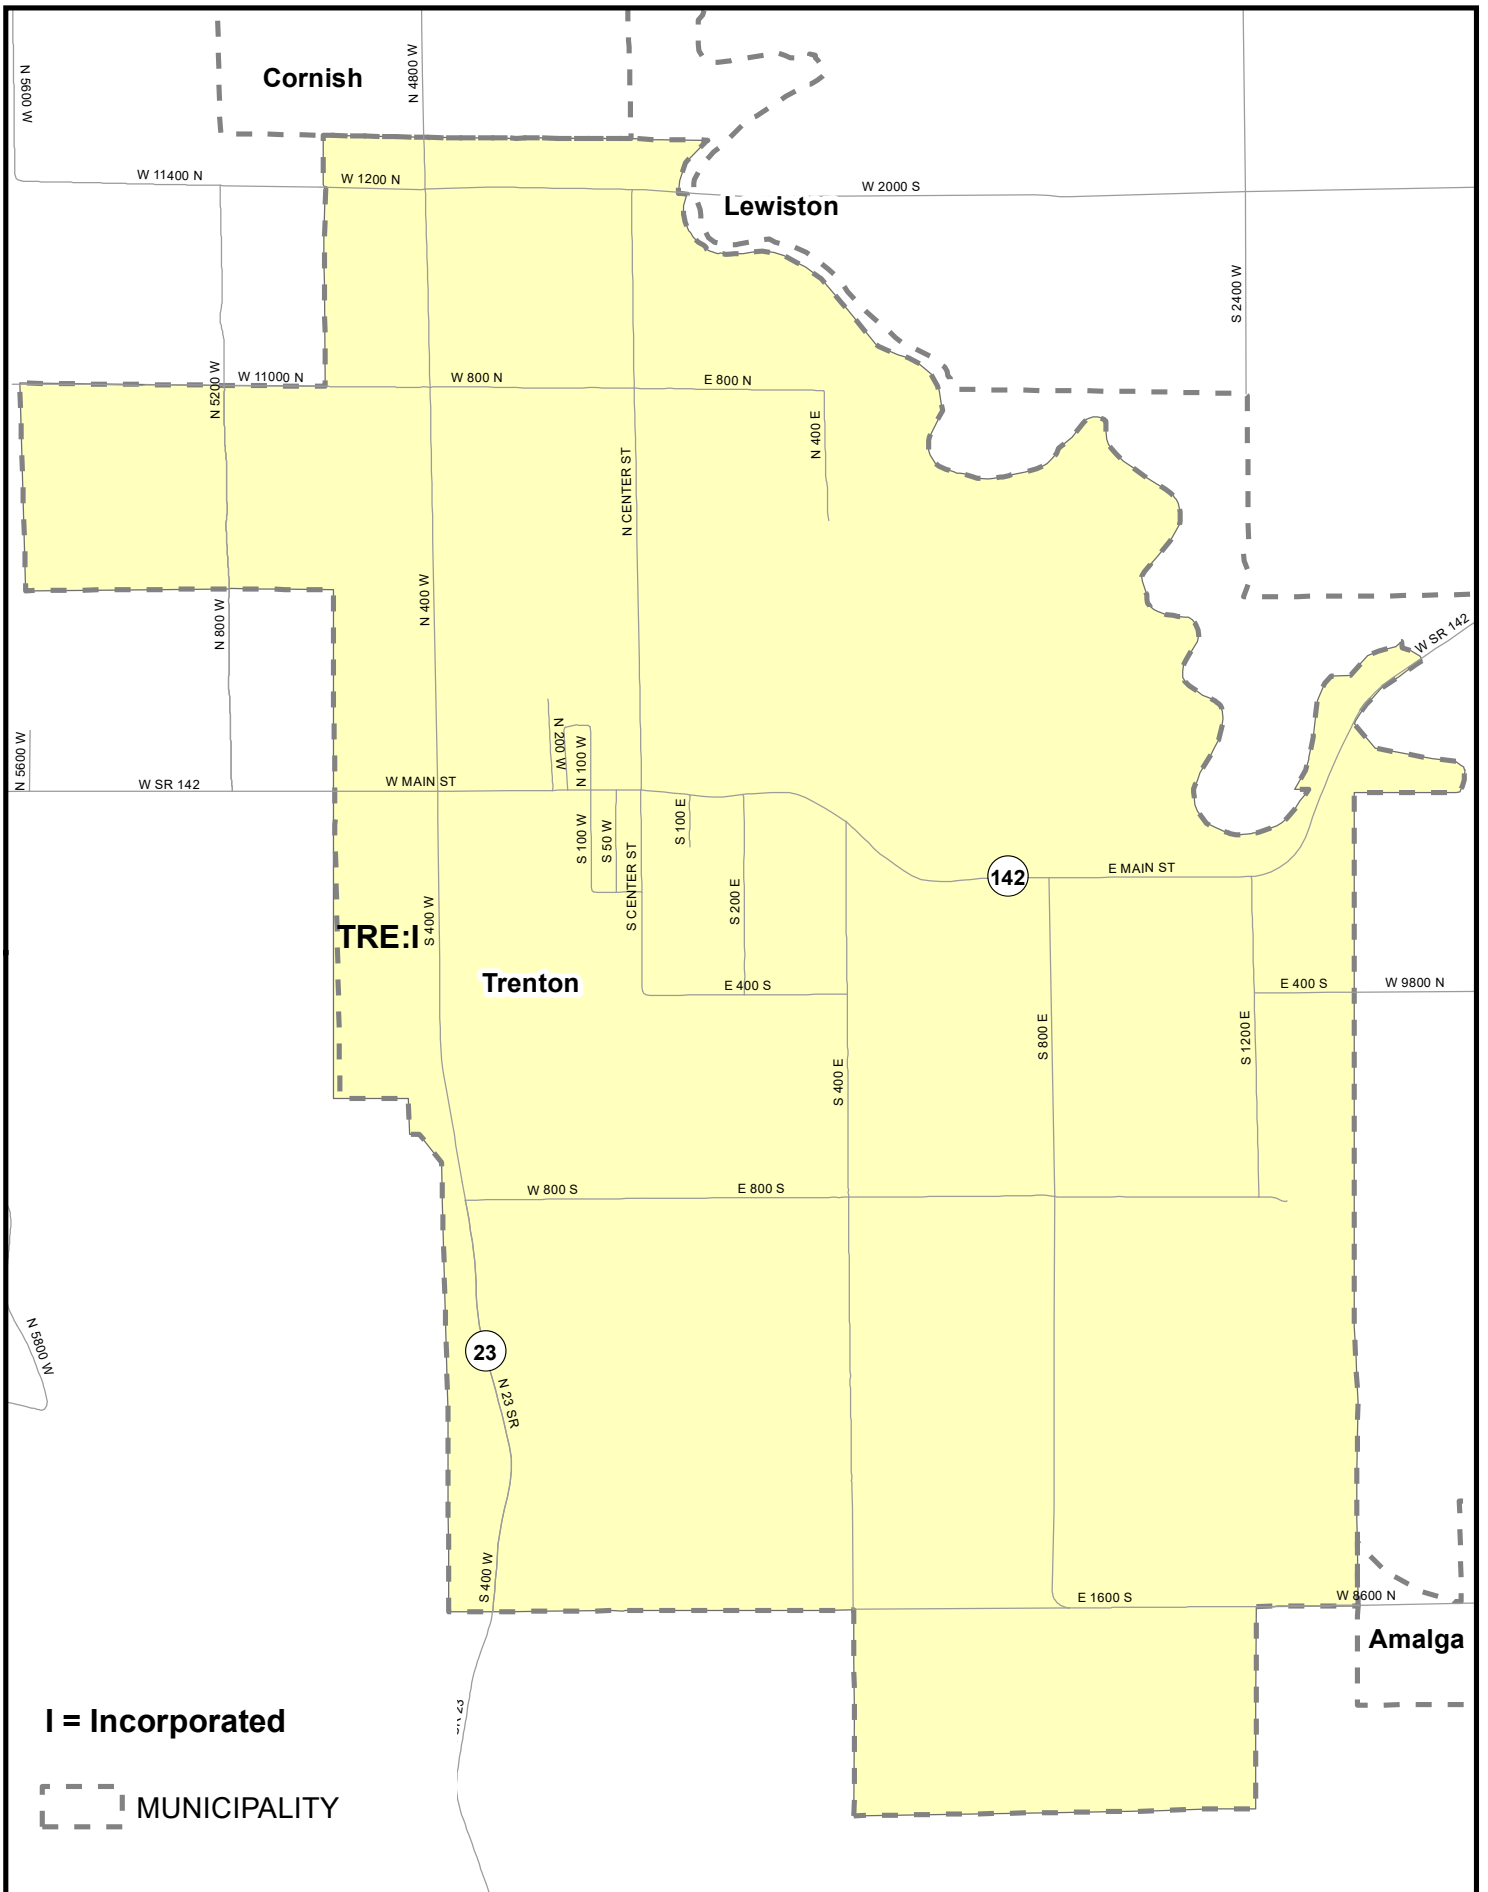 Cornish
N 4800 W
N 5600 W
W 11400 N
W 1200 N
W 2000 S
Lewiston
S 2400 W
N 5200 W
W 11000 N
W 800 N
E 800 N
N 400 E
N CENTER ST
N 400 W
N 800 W
W SR 142
N 5600 W
W SR 142
W MAIN ST
N 200 W
N 100 W
S 100 W
S 50 W
S CENTER ST
S 100 E
S 200 E
142
E MAIN ST
S 400 W
TRE:I
Trenton
E 400 S
E 400 S
W 9800 N
S 400 E
S 800 E
S 1200 E
W 800 S
E 800 S
N 5800 W
23
N 23 SR
S 400 W
E 1600 S
W 8600 N
Amalga
I = Incorporated
23
MUNICIPALITY